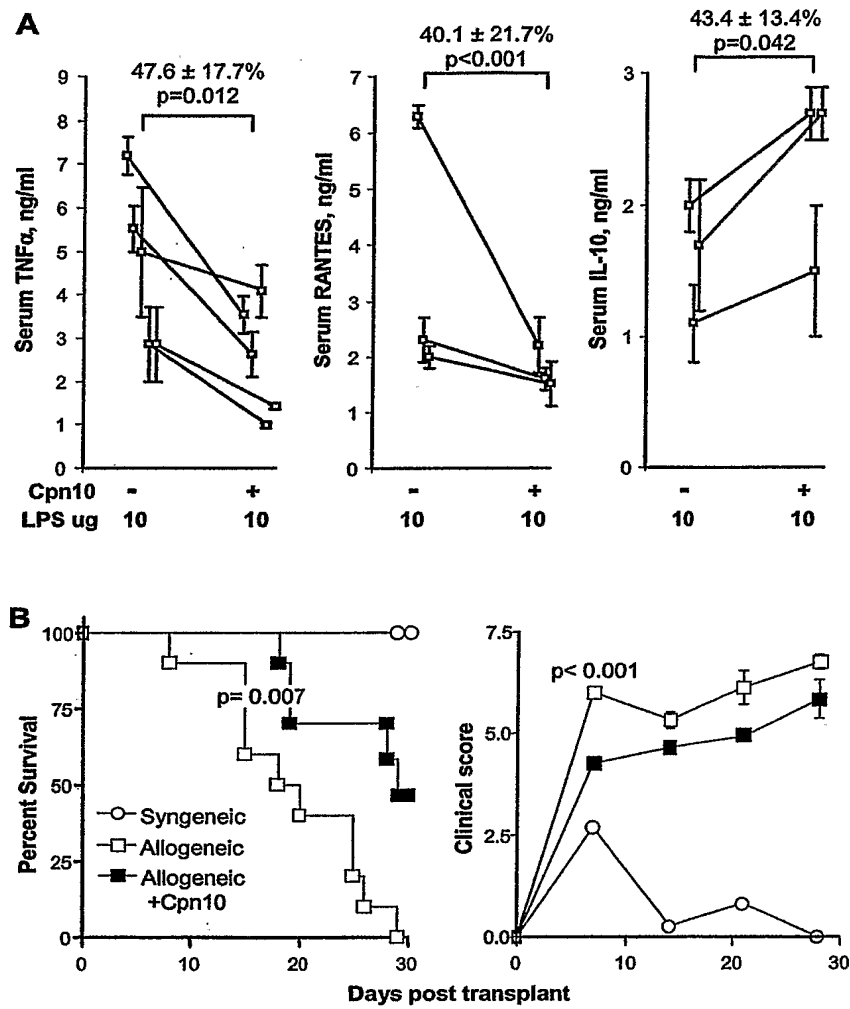 A
47.6 ± 17.7%
p=0.012
40.1 ± 21.7%
p<0.001
43.4 ± 13.4%
p=0.042
Serum TNFα, ng/ml
9
8
7
6
5
4
3
2
1
0
Serum RANTES, ng/ml
7
6
5
4
3
2
1
0
Serum IL-10, ng/ml
3
2
1
0
Cpn10 - + - + - +
LPS ug 10 10 10 10 10 10
B
Percent Survival
100
75
50
25
0
p= 0.007
Syngeneic
Allogeneic
Allogeneic
+Cpn10
0 10 20 30
Clinical score
7.5
5.0
2.5
0.0
p< 0.001
0 10 20 30
Days post transplant